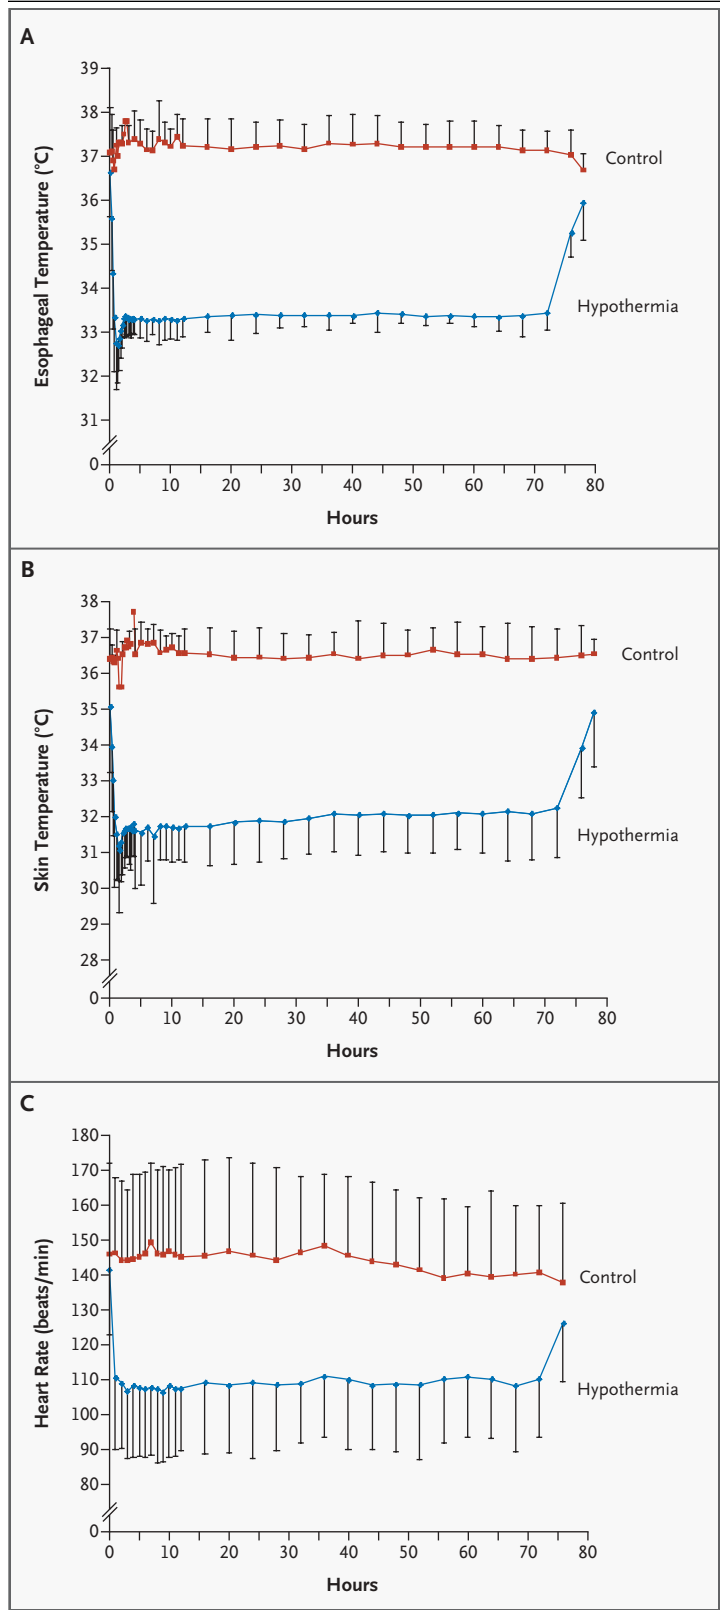 A
39
38
37
36
35
34
33
32
31
0
Esophageal Temperature (°C)
Control
Hypothermia
0 10 20 30 40 50 60 70 80
Hours
B
38
37
36
35
34
33
32
31
30
29
28
0
Skin Temperature (°C)
Control
Hypothermia
0 10 20 30 40 50 60 70 80
Hours
C
180
170
160
150
140
130
120
110
100
90
80
0
Heart Rate (beats/min)
Control
Hypothermia
0 10 20 30 40 50 60 70 80
Hours